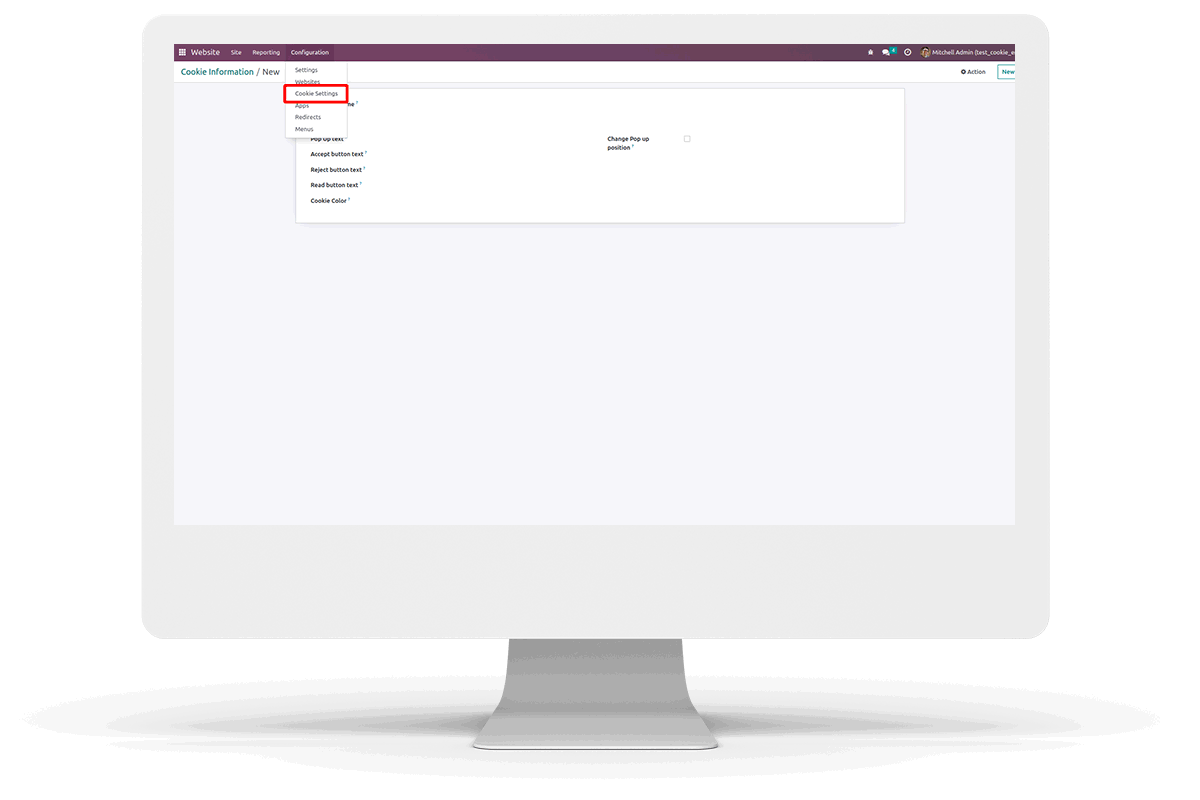 Website Site Reporting Configuration 4 Mitchell Admin (test_cookie_e
Cookie Information / New Action New
Settings
Websites
Cookie Settings
me ?
Apps
Redirects
Menus
Pop Up text ?
Change Pop up
position ?
Accept button text ?
Reject button text ?
Read button text ?
Cookie Color ?